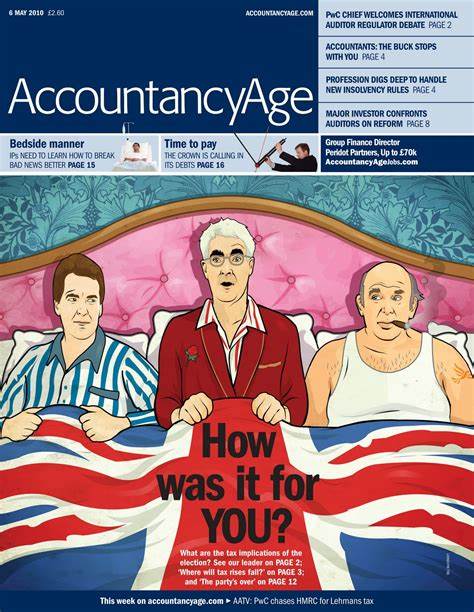 6 MAY 2010 £2.60
ACCOUNTANCYAGE.COM
AccountancyAge
PwC CHIEF WELCOMES INTERNATIONAL
AUDITOR REGULATOR DEBATE PAGE 2
ACCOUNTANTS: THE BUCK STOPS
WITH YOU PAGE 4
PROFESSION DIGS DEEP TO HANDLE
NEW INSOLVENCY RULES PAGE 4
MAJOR INVESTOR CONFRONTS
AUDITORS ON REFORM PAGE 8
Bedside manner
IPs NEED TO LEARN HOW TO BREAK
BAD NEWS BETTER PAGE 15
Time to pay
THE CROWN IS CALLING IN
ITS DEBTS PAGE 16
Group Finance Director
Peridot Partners, Up to £70k
AccountancyAgeJobs.com
How
was it for
YOU?
What are the tax implications of the
election? See our leader on PAGE 2;
'Where will tax rises fall?' on PAGE 3;
and 'The party's over' on PAGE 12
This week on accountancyage.com ▸ AATV: PwC chases HMRC for Lehmans tax